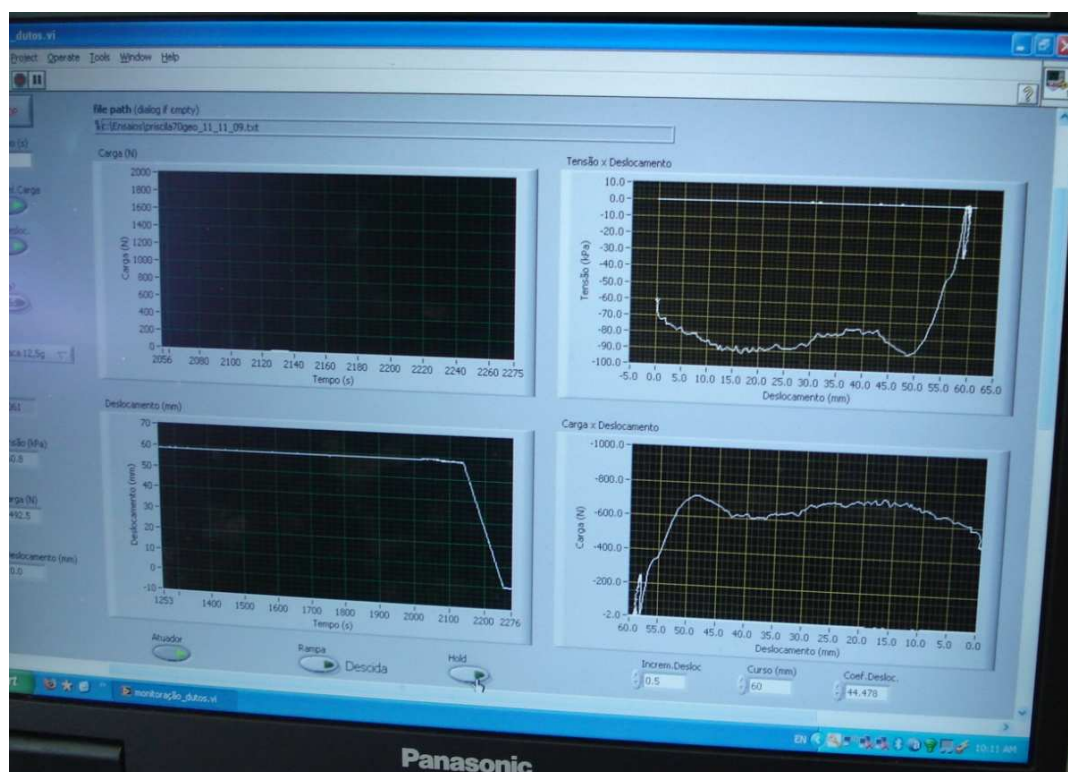 _dutos.vi
Project Operate Tools Window Help
file path (dialog if empty)
c:\Ensaios\priscila70geo_11_11_09.txt
Carga (N)
2000
1800
1600
1400
1200
1000
800
600
400
200
0
Carga (N)
2056 2080 2100 2120 2140 2160 2180 2200 2220 2240 2260 2275
Tempo (s)
Tensão x Deslocamento
10.0
0.0
-10.0
-20.0
-30.0
-40.0
-50.0
-60.0
-70.0
-80.0
-90.0
-100.0
Tensão (kPa)
-5.0 0.0 5.0 10.0 15.0 20.0 25.0 30.0 35.0 40.0 45.0 50.0 55.0 60.0 65.0
Deslocamento (mm)
Deslocamento (mm)
70
60
50
40
30
20
10
0
-10
Deslocamento (mm)
1253 1400 1500 1600 1700 1800 1900 2000 2100 2200 2276
Tempo (s)
Carga x Deslocamento
-1000.0
-800.0
-600.0
-400.0
-200.0
-2.0
Carga (N)
60.0 55.0 50.0 45.0 40.0 35.0 30.0 25.0 20.0 15.0 10.0 5.0 0.0
Deslocamento (mm)
Atuador
Rampa
Descida
Hold
Increm.Desloc
0.5
Curso (mm)
60
Coef.Desloc.
44.478
monitoração_dutos.vi
EN
10:11 AM
Panasonic